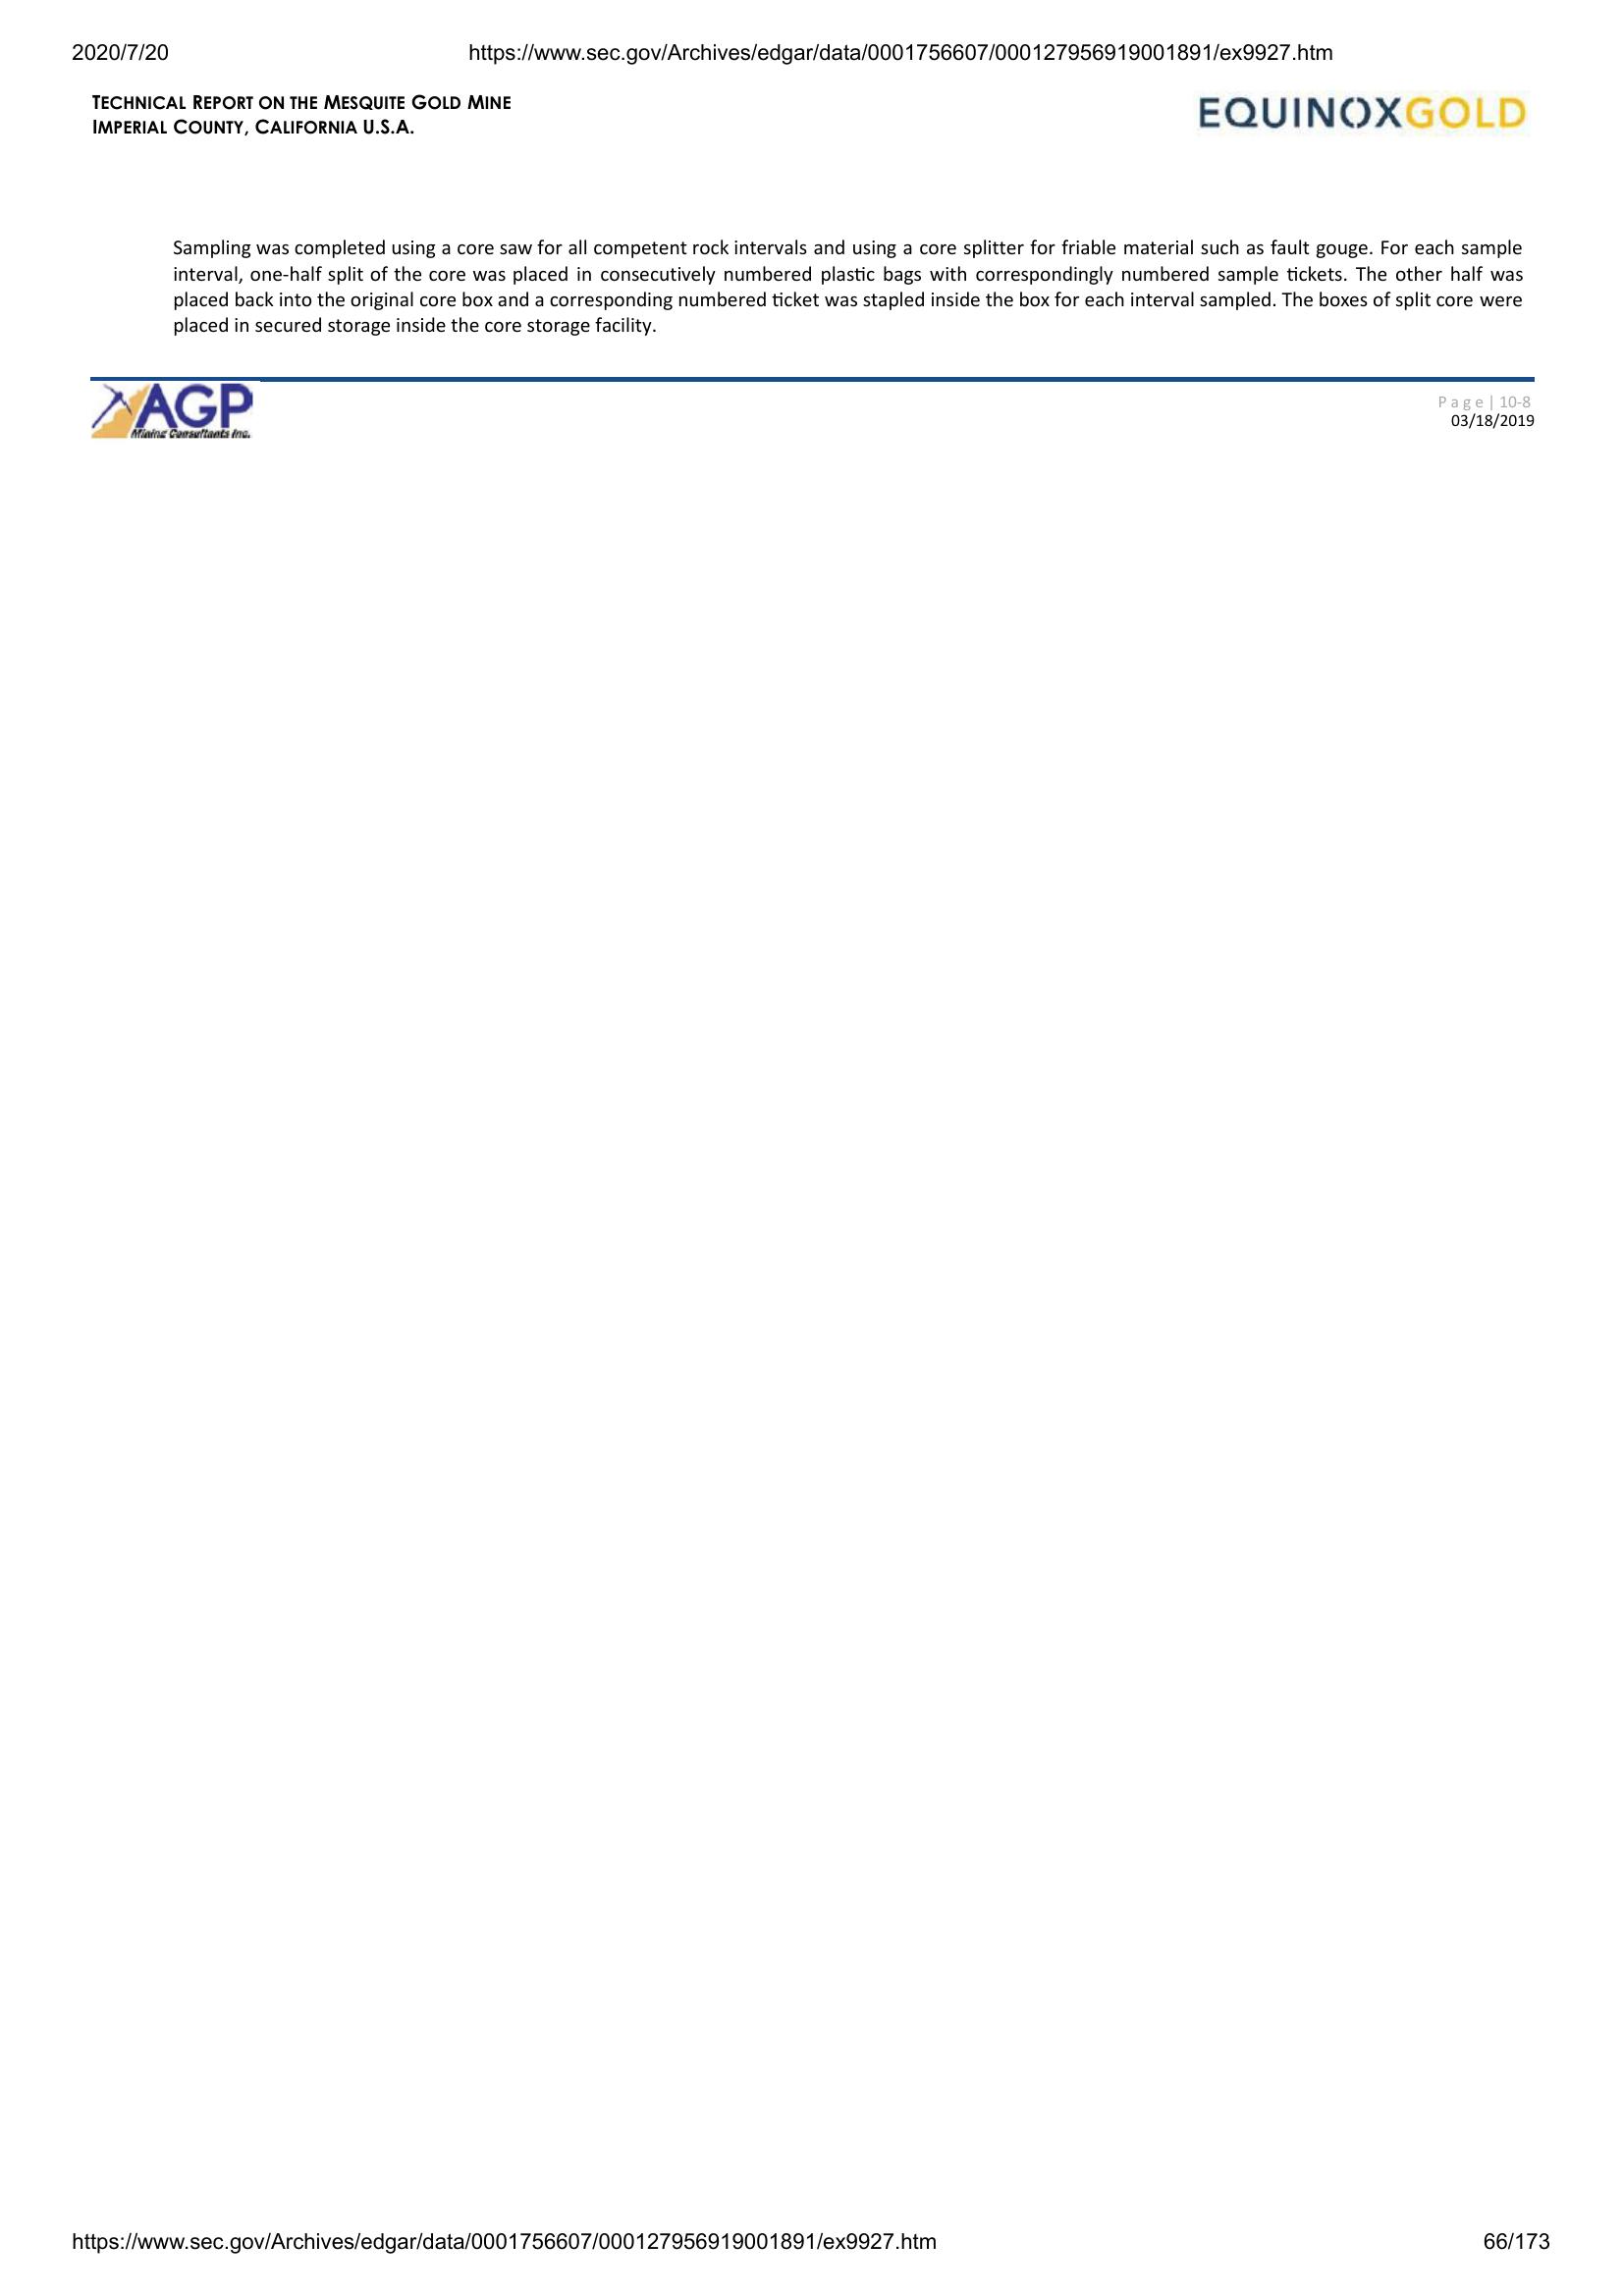 2020/7/20
https://www.sec.gov/Archives/edgar/data/0001756607/000127956919001891/ex9927.htm
TECHNICAL REPORT ON THE MESQUITE GOLD MINE
IMPERIAL COUNTY, CALIFORNIA U.S.A.
EQUINOXGOLD
Sampling was completed using a core saw for all competent rock intervals and using a core splitter for friable material such as fault gouge. For each sample
interval, one-half split of the core was placed in consecutively numbered plastic bags with correspondingly numbered sample tickets. The other half was
placed back into the original core box and a corresponding numbered ticket was stapled inside the box for each interval sampled. The boxes of split core were
placed in secured storage inside the core storage facility.
AGP
Mining Consultants Inc.
Page | 10-8
03/18/2019
https://www.sec.gov/Archives/edgar/data/0001756607/000127956919001891/ex9927.htm
66/173